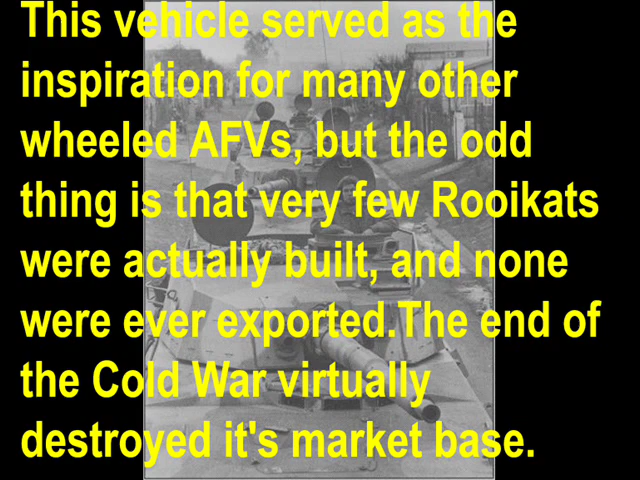 This vehicle served as the
inspiration for many other
wheeled AFVs, but the odd
thing is that very few Rooikats
were actually built, and none
were ever exported.The end of
the Cold War virtually
destroyed it's market base.